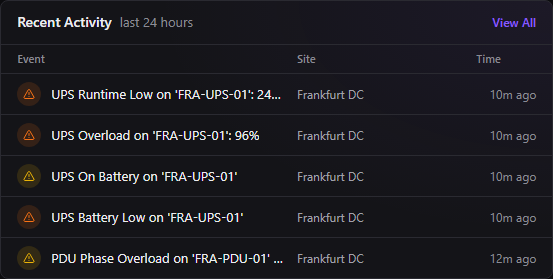 Recent Activity last 24 hours View All
Event Site Time
UPS Runtime Low on 'FRA-UPS-01': 24... Frankfurt DC 10m ago
UPS Overload on 'FRA-UPS-01': 96% Frankfurt DC 10m ago
UPS On Battery on 'FRA-UPS-01' Frankfurt DC 10m ago
UPS Battery Low on 'FRA-UPS-01' Frankfurt DC 10m ago
PDU Phase Overload on 'FRA-PDU-01' ... Frankfurt DC 12m ago